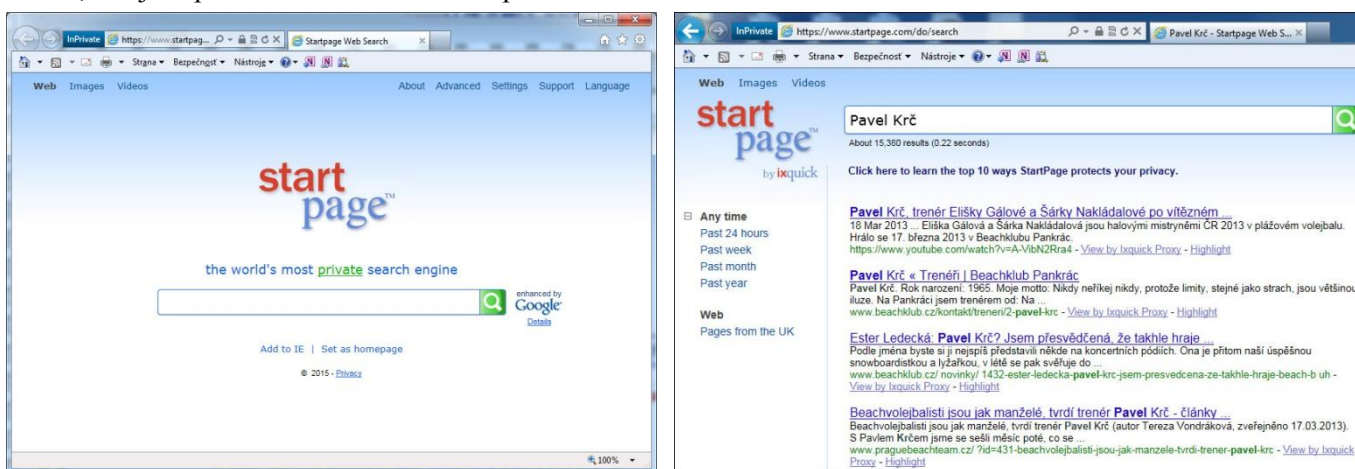 InPrivate https://www.startpag... Startpage Web Search
Strana Bezpečnost Nástroje
Web Images Videos About Advanced Settings Support Language
start
page™
the world's most private search engine
enhanced by
Google
Details
Add to IE | Set as homepage
© 2015 - Privacy
100%
InPrivate https://www.startpage.com/do/search Pavel Krč - Startpage Web S...
Strana Bezpečnost Nástroje
Web Images Videos
start
page™
by ixquick
Pavel Krč
About 15,360 results (0.22 seconds)
Click here to learn the top 10 ways StartPage protects your privacy.
Any time
Past 24 hours
Past week
Past month
Past year
Web
Pages from the UK
Pavel Krč, trenér Elišky Gálové a Šárky Nakládalové po vítězném ...
18 Mar 2013 ... Eliška Gálová a Šárka Nakládalová jsou halovými mistryněmi ČR 2013 v plážovém volejbalu.
Hrálo se 17. března 2013 v Beachklubu Pankrác.
https://www.youtube.com/watch?v=A-VibN2Rra4 - View by Ixquick Proxy - Highlight
Pavel Krč « Trenéři | Beachklub Pankrác
Pavel Krč. Rok narození: 1965. Moje motto: Nikdy neříkej nikdy, protože limity, stejně jako strach, jsou většinou
iluze. Na Pankráci jsem trenérem od: Na ...
www.beachklub.cz/kontakt/treneri/2-pavel-krc - View by Ixquick Proxy - Highlight
Ester Ledecká: Pavel Krč? Jsem přesvědčená, že takhle hraje ...
Podle jména byste si ji nejspíš představili někde na koncertních pódiích. Ona je přitom naší úspěšnou
snowboardistkou a lyžařkou, v létě se pak svěřuje do ...
www.beachklub.cz/ novinky/ 1432-ester-ledecka-pavel-krc-jsem-presvedcena-ze-takhle-hraje-beach-b uh -
View by Ixquick Proxy - Highlight
Beachvolejbalisti jsou jak manželé, tvrdí trenér Pavel Krč - články ...
Beachvolejbalisti jsou jak manželé, tvrdí trenér Pavel Krč (autor Tereza Vondráková, zveřejněno 17.03.2013).
S Pavlem Krčem jsme se sešli měsíc poté, co se ...
www.praguebeachteam.cz/ ?id=431-beachvolejbalisti-jsou-jak-manzele-tvrdi-trener-pavel-krc - View by Ixquick
Proxy - Highlight